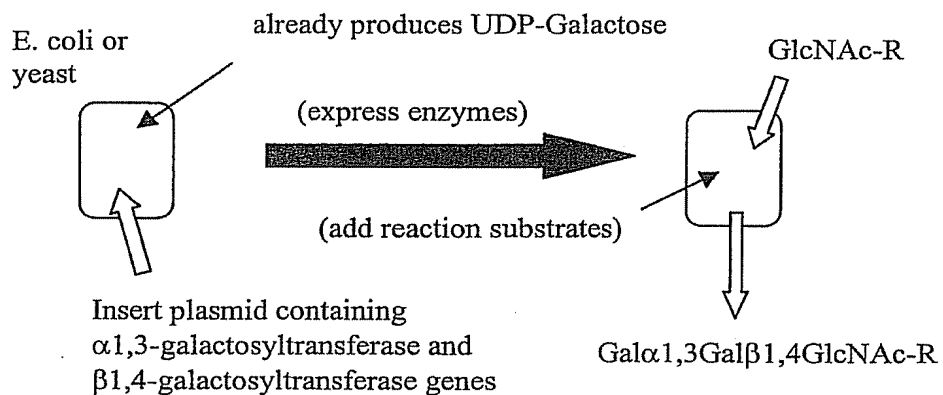 already produces UDP-Galactose
E. coli or
yeast
GlcNAc-R
(express enzymes)
(add reaction substrates)
Insert plasmid containing
α1,3-galactosyltransferase and
β1,4-galactosyltransferase genes
Galα1,3Galβ1,4GlcNAc-R